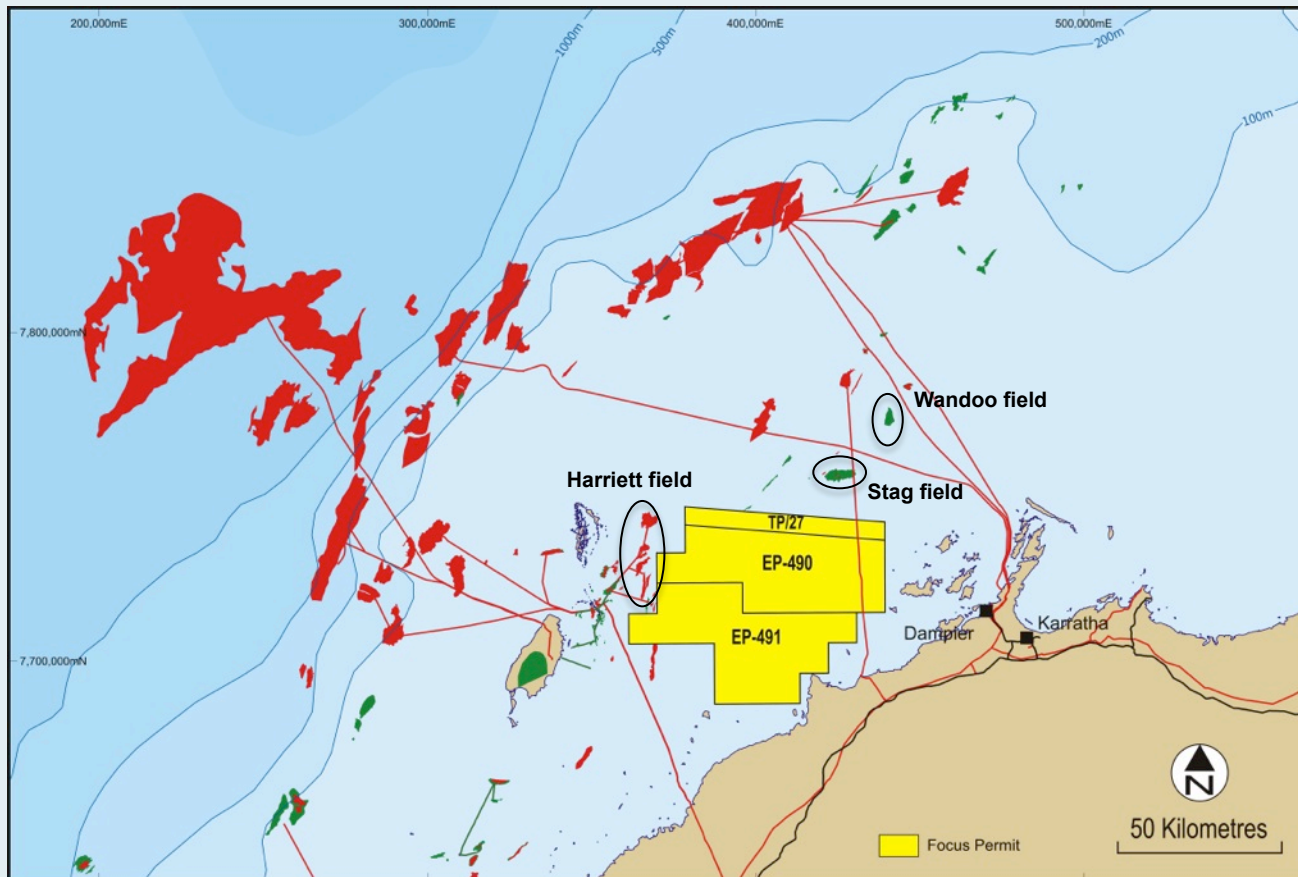 200,000mE
300,000mE
400,000mE
500,000mE
1000m
500m
200m
100m
7,800,000mN
Wandoo field
Harriett field
Stag field
TP/27
EP-490
EP-491
Dampier
Karratha
7,700,000mN
N
50 Kilometres
Focus Permit